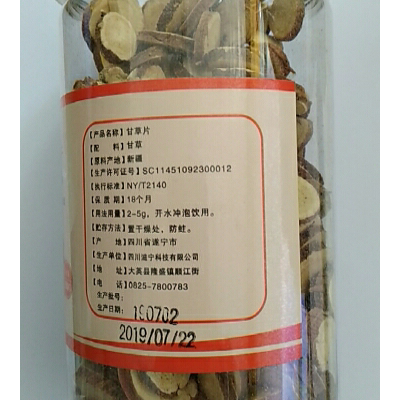 【产品名称】甘草片
【配　　料】甘草
【原料产地】新疆
【生产许可证号】SC11451092300012
【执行标准】NY/T2140
【保 质 期】18个月
【用法用量】2-5g，开水冲泡饮用。
【贮存方法】置干燥处，防蛀。
【产　　地】四川省遂宁市
【生产单位】四川遂宁科技有限公司
【地　　址】大英县隆盛镇顺江街
【电　　话】0825-7800783
生产批号：
190702
生产日期：
2019/07/22